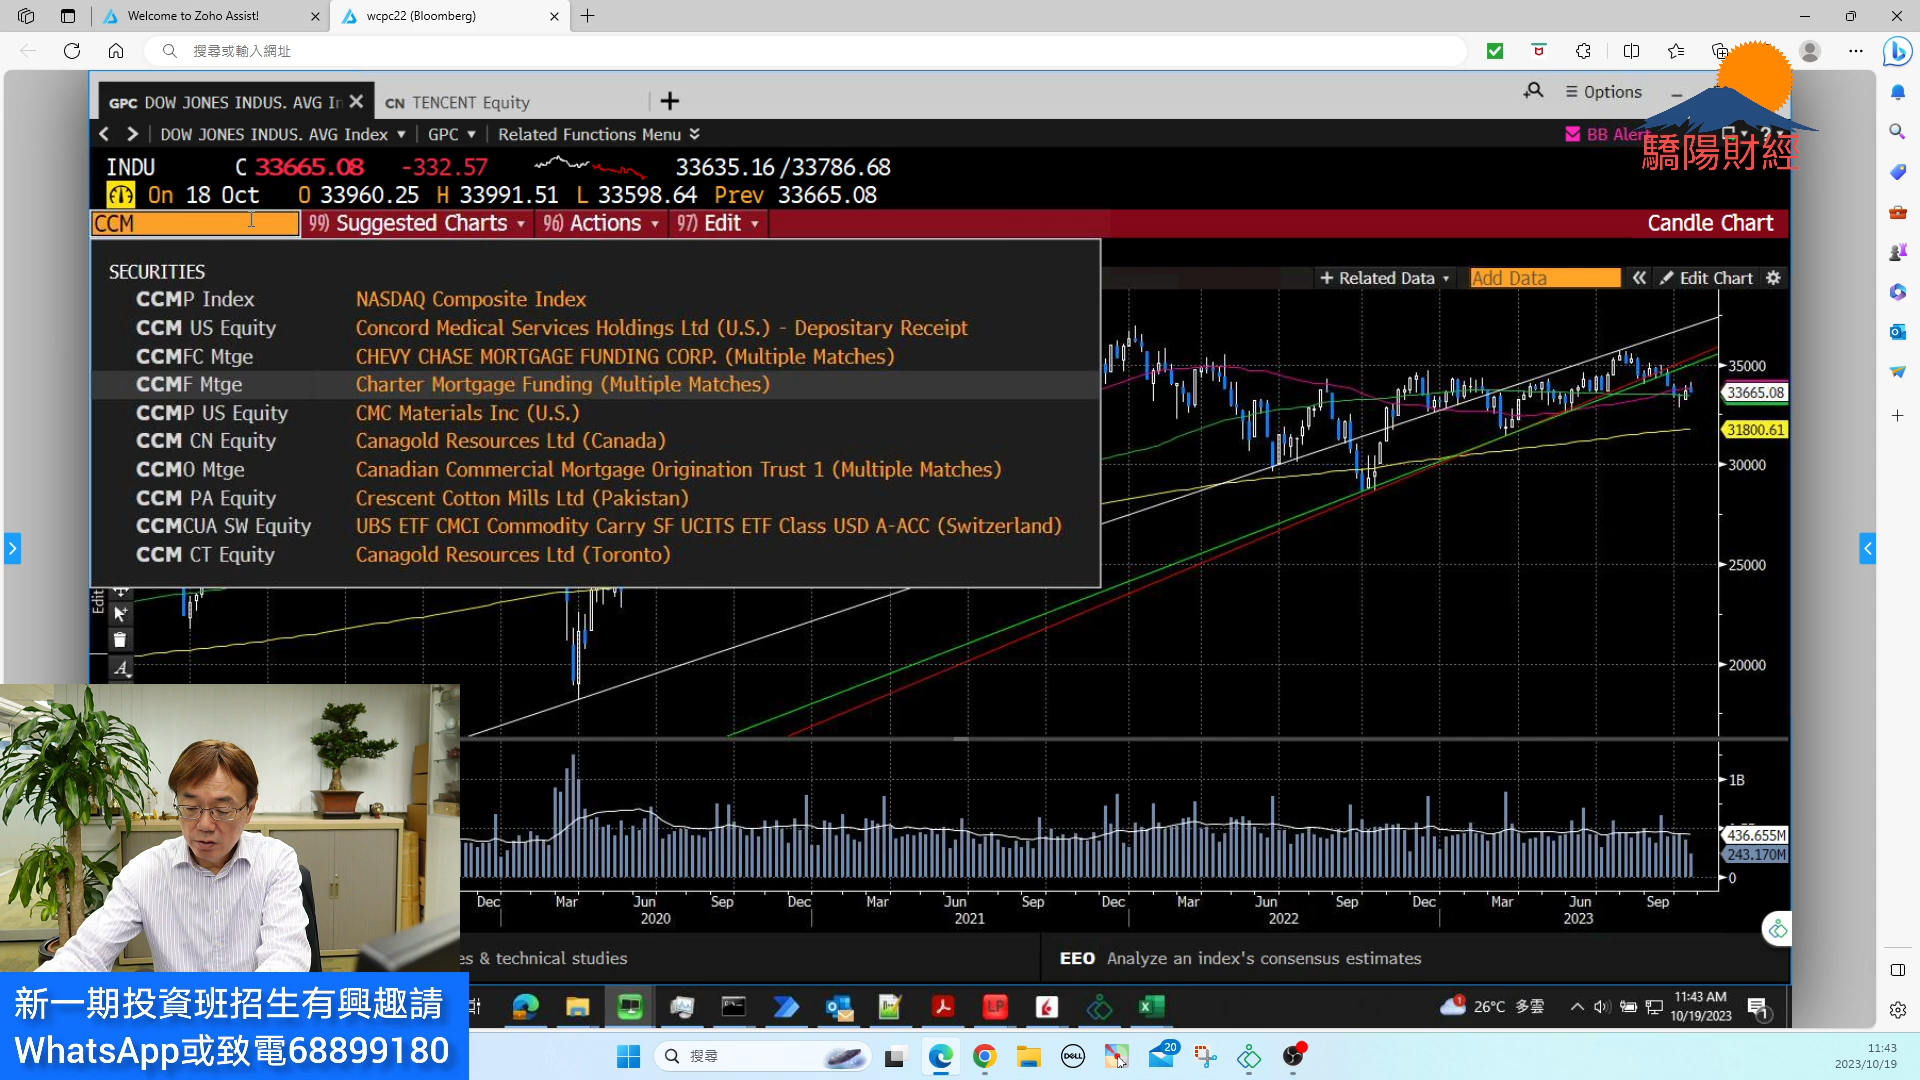 Welcome to Zoho Assist!
wcpc22 (Bloomberg)
搜尋或輸入網址
GPC DOW JONES INDUS. AVG In
CN TENCENT Equity
Options
DOW JONES INDUS. AVG Index
GPC
Related Functions Menu
BB Alert
驕陽財經
INDU C 33665.08 -332.57 33635.16/33786.68
On 18 Oct O 33960.25 H 33991.51 L 33598.64 Prev 33665.08
CCM
99) Suggested Charts
96) Actions
97) Edit
Candle Chart
SECURITIES
CCMP Index NASDAQ Composite Index
CCM US Equity Concord Medical Services Holdings Ltd (U.S.) - Depositary Receipt
CCMFC Mtge CHEVY CHASE MORTGAGE FUNDING CORP. (Multiple Matches)
CCMF Mtge Charter Mortgage Funding (Multiple Matches)
CCMP US Equity CMC Materials Inc (U.S.)
CCM CN Equity Canagold Resources Ltd (Canada)
CCMO Mtge Canadian Commercial Mortgage Origination Trust 1 (Multiple Matches)
CCM PA Equity Crescent Cotton Mills Ltd (Pakistan)
CCMCUA SW Equity UBS ETF CMCI Commodity Carry SF UCITS ETF Class USD A-ACC (Switzerland)
CCM CT Equity Canagold Resources Ltd (Toronto)
+ Related Data
Add Data
Edit Chart
35000
33665.08
31800.61
30000
25000
20000
Edit
A
1B
436.655M
243.170M
0
Dec Mar Jun Sep Dec Mar Jun Sep Dec Mar Jun Sep Dec Mar Jun Sep
2020 2021 2022 2023
es & technical studies
EEO Analyze an index's consensus estimates
新一期投資班招生有興趣請
WhatsApp或致電68899180
26°C 多雲
11:43 AM
10/19/2023
搜尋
DELL
20
11:43
2023/10/19